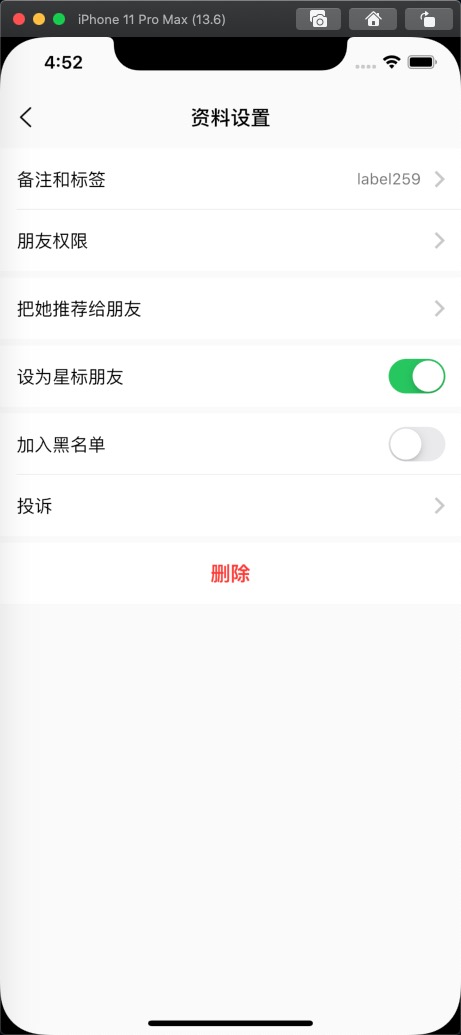 iPhone 11 Pro Max (13.6)
4:52
资料设置
备注和标签 label259
朋友权限
把她推荐给朋友
设为星标朋友
加入黑名单
投诉
删除